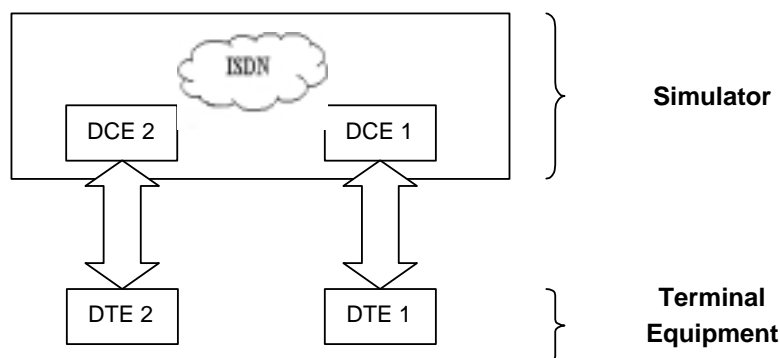 ISDN
Simulator
DCE 2
DCE 1
DTE 2
DTE 1
Terminal
Equipment